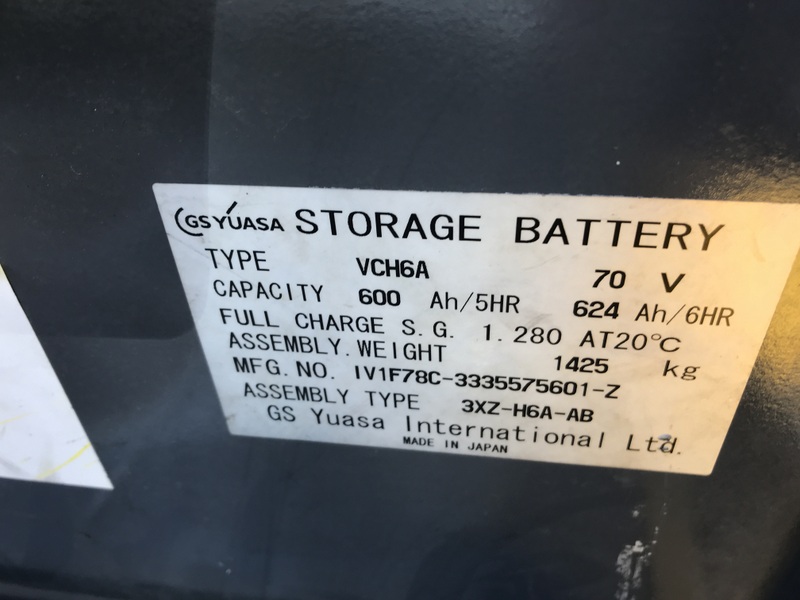 GS YUASA STORAGE BATTERY
TYPE VCH6A 70 V
CAPACITY 600 Ah/5HR 624 Ah/6HR
FULL CHARGE S.G. 1.280 AT20℃
ASSEMBLY.WEIGHT 1425 kg
MFG.NO. IV1F78C-3335575601-Z
ASSEMBLY TYPE 3XZ-H6A-AB
GS Yuasa International Ltd.
MADE IN JAPAN